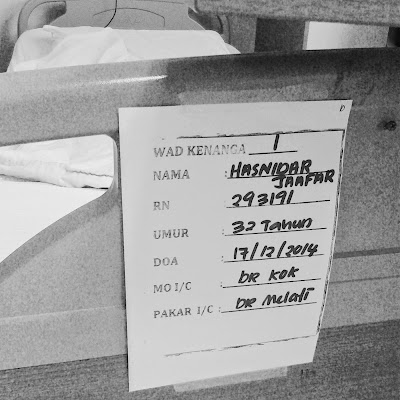 D
WAD KENANGA 1
NAMA : HASNIDAR
JAAFAR
RN : 293191
UMUR : 32 Tahun
DOA : 17/12/2014
MO I/C : DR KOK
PAKAR I/C : DR Melati